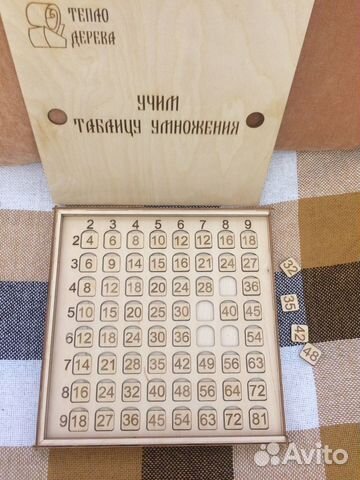 ТЕПЛО
ДЕРЕВА
УЧИМ
ТАБЛИЦУ УМНОЖЕНИЯ
2 3 4 5 6 7 8 9
2 4 6 8 10 12 12 16 18
3 6 9 14 15 16 21 24 27
4 8 12 18 20 24 28 36
5 10 15 20 25 30 40 45
6 12 18 24 30 36 54
7 14 21 28 35 42 49 56 63
8 16 24 32 40 48 56 64 72
9 18 27 36 45 54 63 72 81
32
35
42
48
Avito